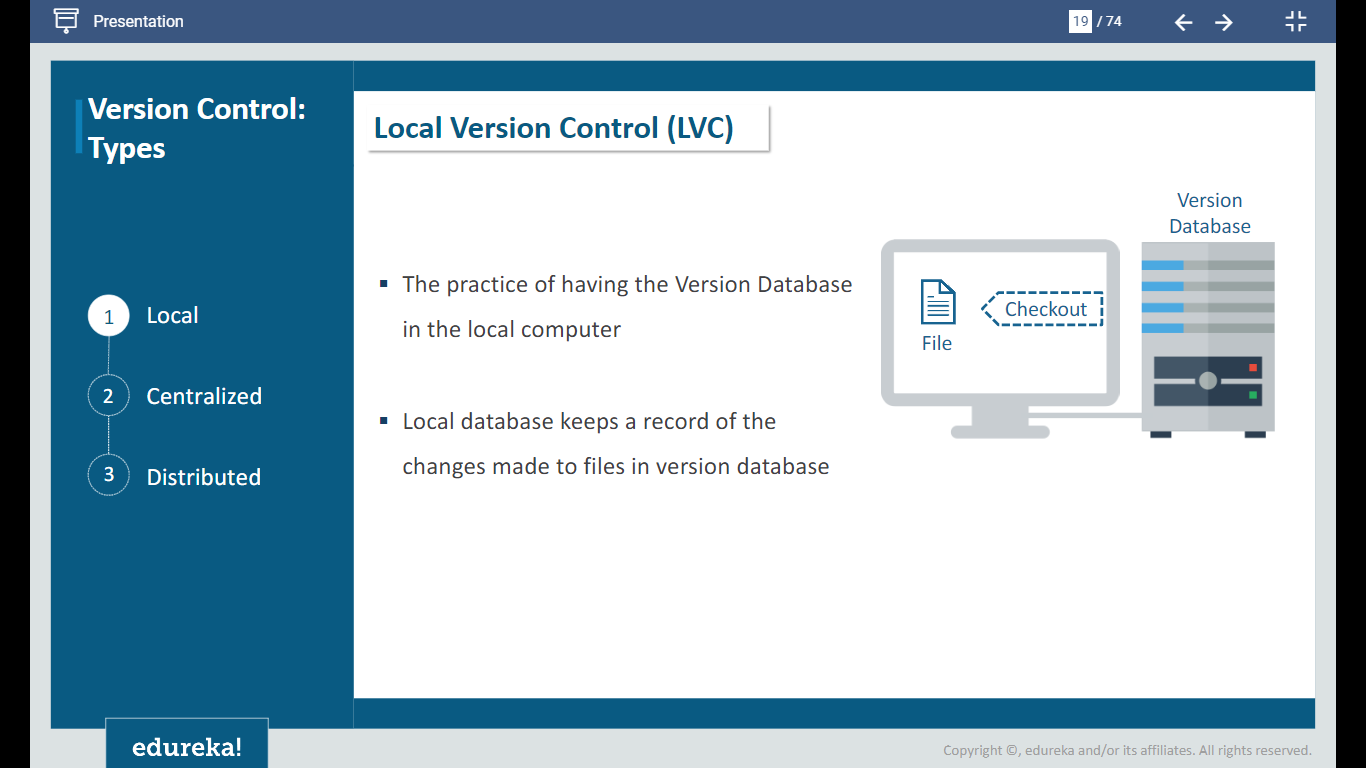 Presentation
19 / 74
Version Control:
Types
1 Local
2 Centralized
3 Distributed
Local Version Control (LVC)
▪ The practice of having the Version Database
in the local computer
▪ Local database keeps a record of the
changes made to files in version database
Version
Database
Checkout
File
edureka!
Copyright ©, edureka and/or its affiliates. All rights reserved.